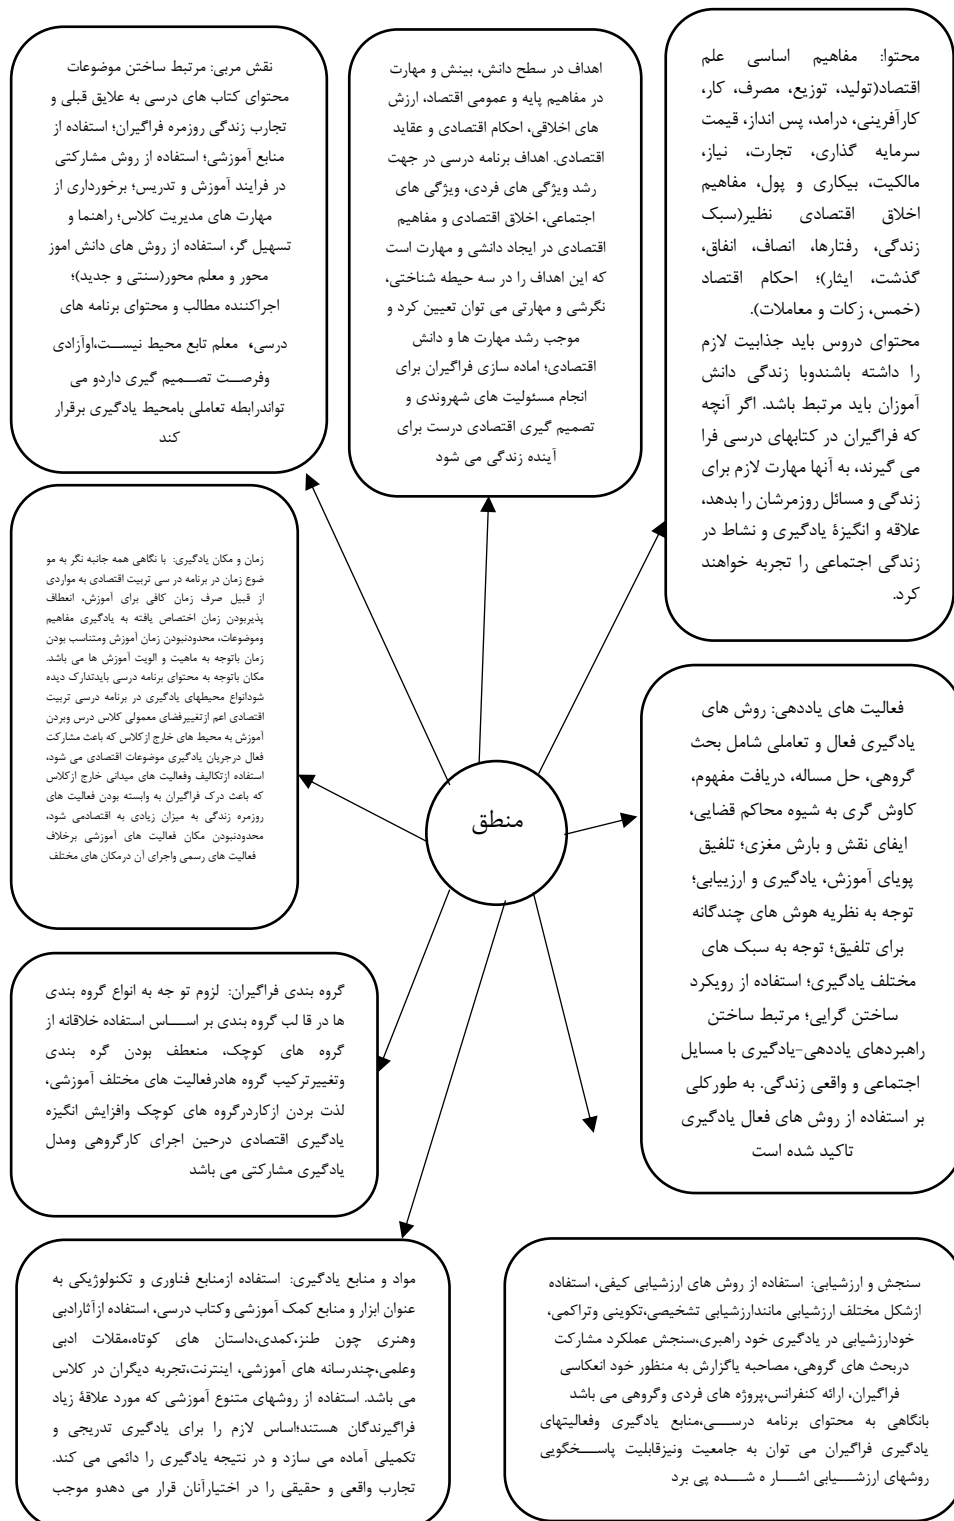 محتوا: مفاهیم اساسی علم
اقتصاد(تولید، توزیع، مصرف، کار،
کارآفرینی، درامد، پس انداز، قیمت
سرمایه گذاری، تجارت، نیاز،
مالکیت، بیکاری و پول، مفاهیم
اخلاق اقتصادی نظیر(سبک
زندگی، رفتارها، انصاف، انفاق،
گذشت، ایثار)؛ احکام اقتصاد
(خمس، زکات و معاملات).
محتوای دروس باید جذابیت لازم
را داشته باشندوبا زندگی دانش
آموزان باید مرتبط باشد. اگر آنچه
که فراگیران در کتابهای درسی فرا
می گیرند، به آنها مهارت لازم برای
زندگی و مسائل روزمرشان را بدهد،
علاقه و انگیزۀ یادگیری و نشاط در
زندگی اجتماعی را تجربه خواهند
کرد.
اهداف در سطح دانش، بینش و مهارت
در مفاهیم پایه و عمومی اقتصاد، ارزش
های اخلاقی، احکام اقتصادی و عقاید
اقتصادی. اهداف برنامه درسی در جهت
رشد ویژگی های فردی، ویژگی های
اجتماعی، اخلاق اقتصادی و مفاهیم
اقتصادی در ایجاد دانشی و مهارت است
که این اهداف را در سه حیطه شناختی،
نگرشی و مهارتی می توان تعیین کرد و
موجب رشد مهارت ها و دانش
اقتصادی؛ اماده سازی فراگیران برای
انجام مسئولیت های شهروندی و
تصمیم گیری اقتصادی درست برای
آینده زندگی می شود
نقش مربی: مرتبط ساختن موضوعات
محتوای کتاب های درسی به علایق قبلی و
تجارب زندگی روزمره فراگیران؛ استفاده از
منابع آموزشی؛ استفاده از روش مشارکتی
در فرایند آموزش و تدریس؛ برخورداری از
مهارت های مدیریت کلاس؛ راهنما و
تسهیل گر، استفاده از روش های دانش اموز
محور و معلم محور(سنتی و جدید)؛
اجراکننده مطالب و محتوای برنامه های
درسی، معلم تابع محیط نیست،اوآزادی
وفرصت تصمیم گیری داردو می
تواندرابطه تعاملی بامحیط یادگیری برقرار
کند
زمان و مکان یادگیری: با نگاهی همه جانبه نگر به مو
ضوع زمان در برنامه در سی تربیت اقتصادی به مواردی
از قبیل صرف زمان کافی برای آموزش، انعطاف
پذیربودن زمان اختصاص یافته به یادگیری مفاهیم
وموضوعات، محدودنبودن زمان آموزش ومتناسب بودن
زمان باتوجه به ماهیت و الویت آموزش ها می باشد.
مکان باتوجه به محتوای برنامه درسی بایدتدارک دیده
شودانواع محیطهای یادگیری در برنامه درسی تربیت
اقتصادی اعم ازتغییرفضای معمولی کلاس درس وبردن
آموزش به محیط های خارج ازکلاس که باعث مشارکت
فعال درجریان یادگیری موضوعات اقتصادی می شود،
استفاده ازتکالیف وفعالیت های میدانی خارج ازکلاس
که باعث درک فراگیران به وابسته بودن فعالیت های
روزمره زندگی به میزان زیادی به اقتصادمی شود،
محدودنبودن مکان فعالیت های آموزشی برخلاف
فعالیت های رسمی واجرای آن درمکان های مختلف
منطق
فعالیت های یاددهی: روش های
یادگیری فعال و تعاملی شامل بحث
گروهی، حل مساله، دریافت مفهوم،
کاوش گری به شیوه محاکم قضایی،
ایفای نقش و بارش مغزی؛ تلفیق
پویای آموزش، یادگیری و ارزییابی؛
توجه به نظریه هوش های چندگانه
برای تلفیق؛ توجه به سبک های
مختلف یادگیری؛ استفاده از رویکرد
ساختن گرایی؛ مرتبط ساختن
راهبردهای یاددهی-یادگیری با مسایل
اجتماعی و واقعی زندگی. به طورکلی
بر استفاده از روش های فعال یادگیری
تاکید شده است
گروه بندی فراگیران: لزوم تو جه به انواع گروه بندی
ها در قا لب گروه بندی بر اساس استفاده خلاقانه از
گروه های کوچک، منعطف بودن گره بندی
وتغییرترکیب گروه هادرفعالیت های مختلف آموزشی،
لذت بردن ازکاردرگروه های کوچک وافزایش انگیزه
یادگیری اقتصادی درحین اجرای کارگروهی ومدل
یادگیری مشارکتی می باشد
مواد و منابع یادگیری: استفاده ازمنابع فناوری و تکنولوژیکی به
عنوان ابزار و منابع کمک آموزشی وکتاب درسی، استفاده ازآثارادبی
وهنری چون طنز،کمدی،داستان های کوتاه،مقلات ادبی
وعلمی،چندرسانه های آموزشی، اینترنت،تجربه دیگران در کلاس
می باشد. استفاده از روشهای متنوع آموزشی که مورد علاقۀ زیاد
فراگیرندگان هستند؛اساس لازم را برای یادگیری تدریجی و
تکمیلی آماده می سازد و در نتیجه یادگیری را دائمی می کند.
تجارب واقعی و حقیقی را در اختیارآنان قرار می دهدو موجب
سنجش و ارزشیابی: استفاده از روش های ارزشیابی کیفی، استفاده
ازشکل مختلف ارزشیابی مانندارزشیابی تشخیصی،تکوینی وتراکمی،
خودارزشیابی در یادگیری خود راهبری،سنجش عملکرد مشارکت
دربحث های گروهی، مصاحبه یاگزارش به منظور خود انعکاسی
فراگیران، ارائه کنفرانس،پروژه های فردی وگروهی می باشد
بانگاهی به محتوای برنامه درسی،منابع یادگیری وفعالیتهای
یادگیری فراگیران می توان به جامعیت ونیزقابلیت پاسخگویی
روشهای ارزشیابی اشار ه شده پی برد